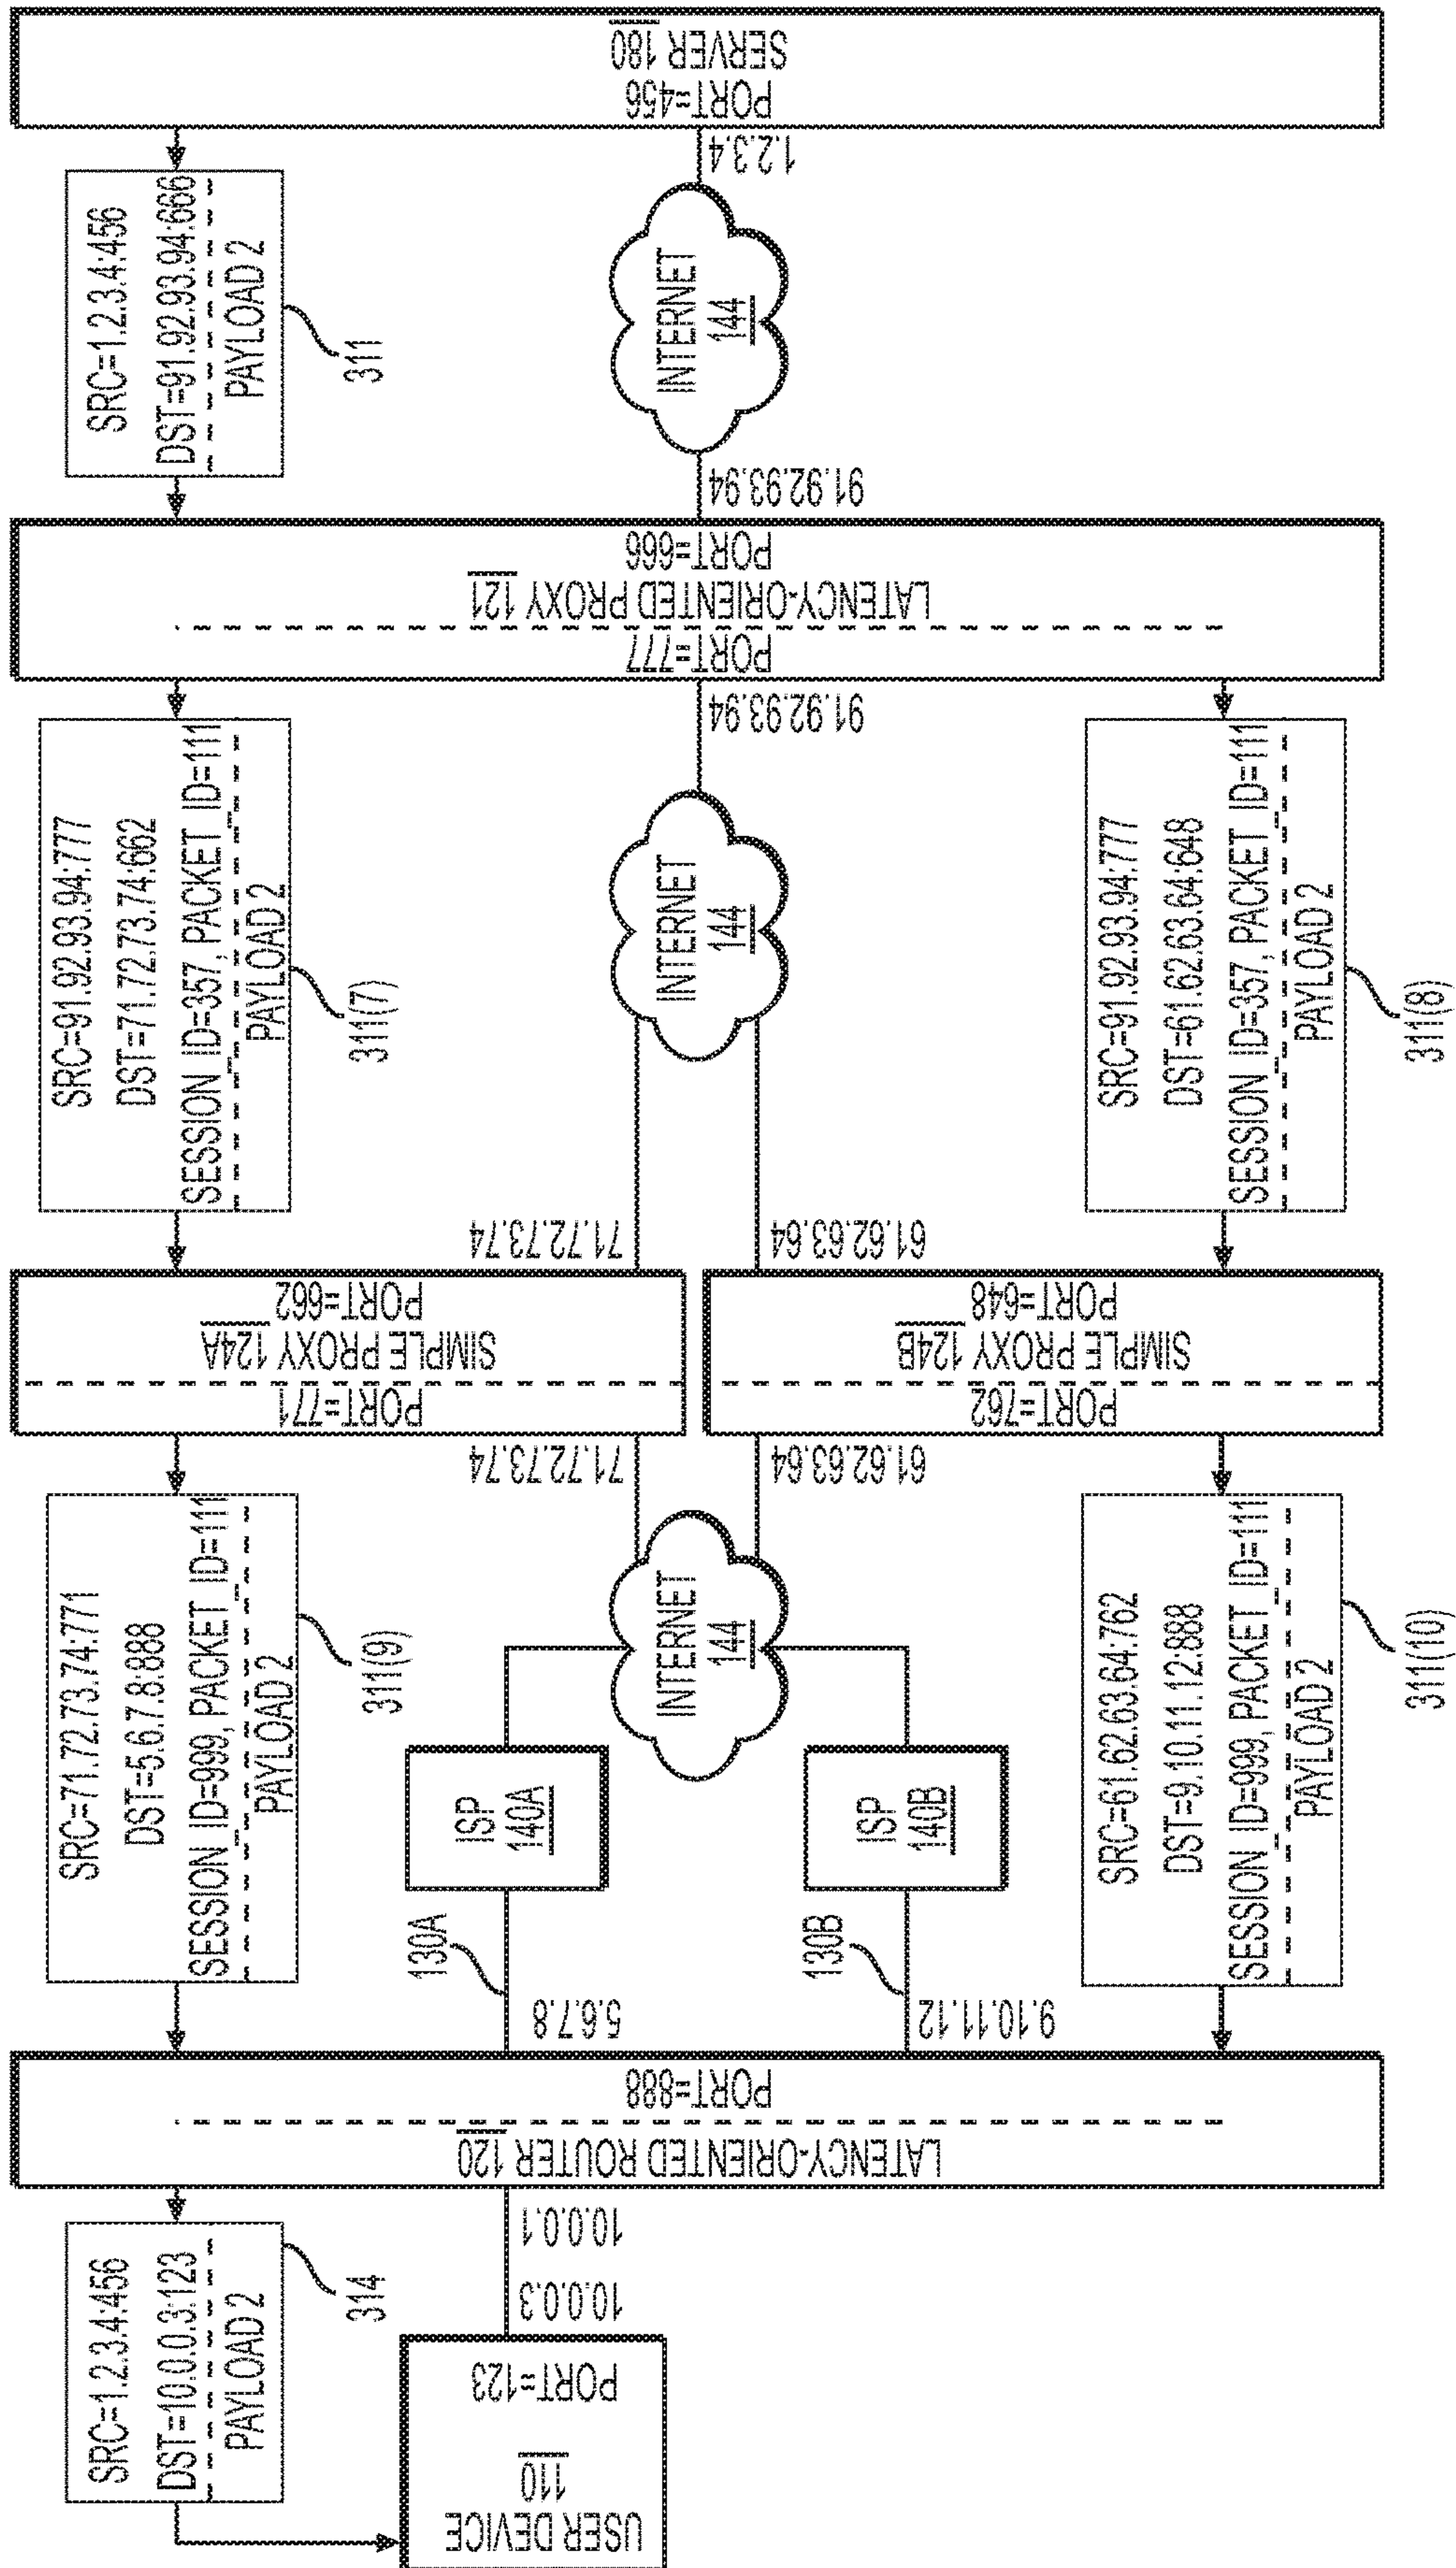 SERVER 180
PORT=456
1.2.3.4
SRC=1.2.3.4:456
DST=91.92.93.94:666
PAYLOAD 2
311
INTERNET
144
91.92.93.94
PORT=666
LATENCY-ORIENTED PROXY 121
PORT=777
91.92.93.94
SRC=91.92.93.94:777
DST=71.72.73.74:662
SESSION_ID=357, PACKET_ID=111
PAYLOAD 2
311(7)
INTERNET
144
SRC=91.92.93.94:777
DST=61.62.63.64:648
SESSION_ID=357, PACKET_ID=111
PAYLOAD 2
311(8)
71.72.73.74
61.62.63.64
PORT=662
SIMPLE PROXY 124A
PORT=771
PORT=648
SIMPLE PROXY 124B
PORT=762
71.72.73.74
61.62.63.64
SRC=71.72.73.74:771
DST=5.6.7.8:888
SESSION_ID=999, PACKET_ID=111
PAYLOAD 2
311(9)
INTERNET
144
ISP
140A
ISP
140B
SRC=61.62.63.64:762
DST=9.10.11.12:888
SESSION_ID=999, PACKET_ID=111
PAYLOAD 2
311(10)
130A
130B
5.6.7.8
9.10.11.12
PORT=888
LATENCY-ORIENTED ROUTER 120
10.0.0.1
SRC=1.2.3.4:456
DST=10.0.0.3:123
PAYLOAD 2
314
10.0.0.3
PORT=123
110
USER DEVICE